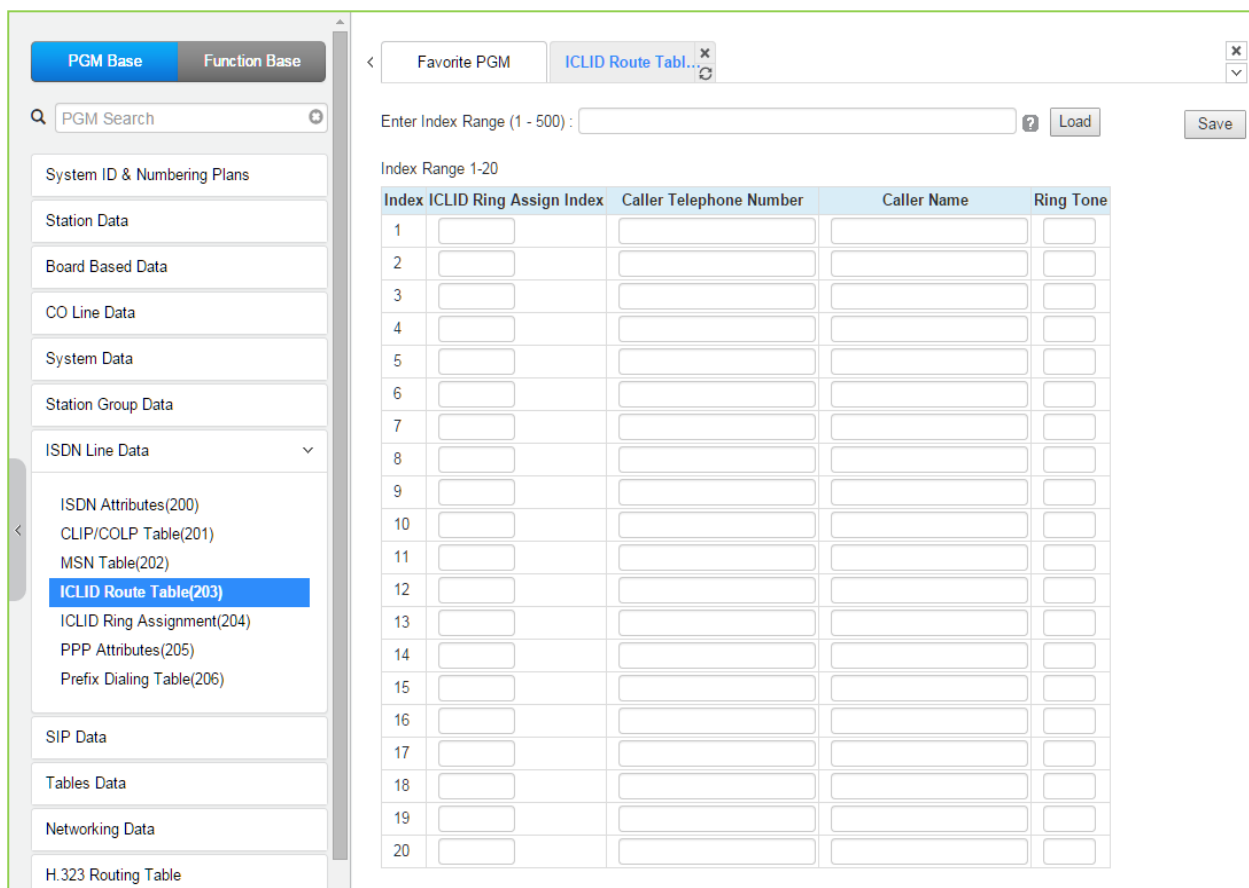 PGM Base
Function Base
PGM Search
System ID & Numbering Plans
Station Data
Board Based Data
CO Line Data
System Data
Station Group Data
ISDN Line Data
ISDN Attributes(200)
CLIP/COLP Table(201)
MSN Table(202)
ICLID Route Table(203)
ICLID Ring Assignment(204)
PPP Attributes(205)
Prefix Dialing Table(206)
SIP Data
Tables Data
Networking Data
H.323 Routing Table
Favorite PGM
ICLID Route Tabl...
Enter Index Range (1 - 500) :
?
Load
Save
Index Range 1-20
Index ICLID Ring Assign Index Caller Telephone Number Caller Name Ring Tone
1
2
3
4
5
6
7
8
9
10
11
12
13
14
15
16
17
18
19
20